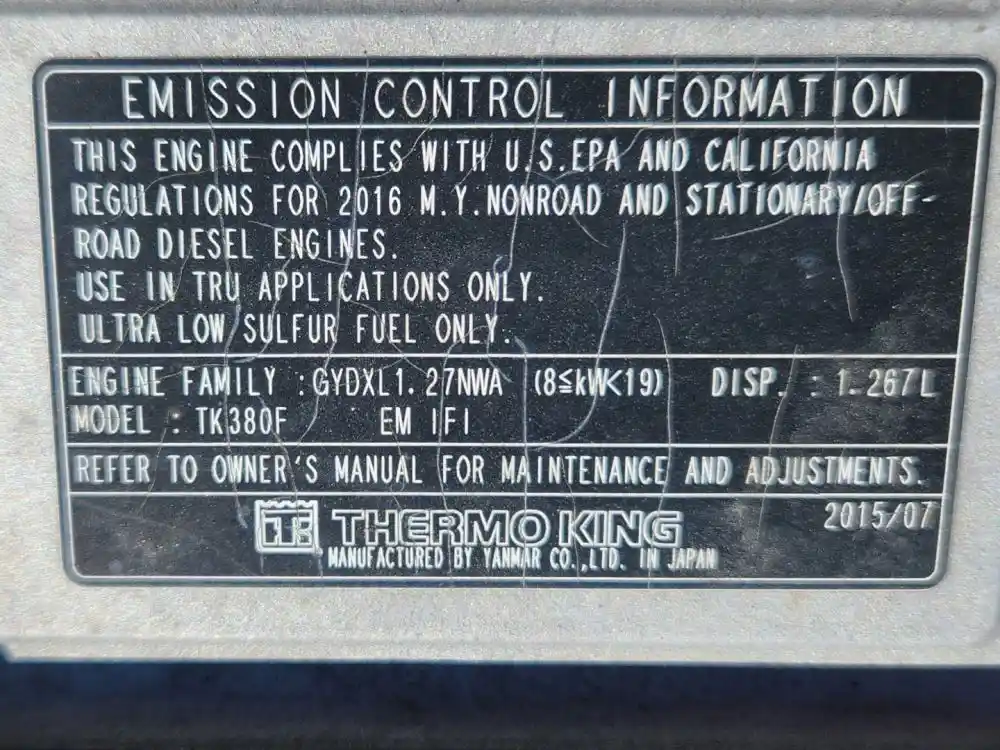 EMISSION CONTROL INFORMATION
THIS ENGINE COMPLIES WITH U.S.EPA AND CALIFORNIA
REGULATIONS FOR 2016 M.Y.NONROAD AND STATIONARY/OFF-
ROAD DIESEL ENGINES.
USE IN TRU APPLICATIONS ONLY.
ULTRA LOW SULFUR FUEL ONLY.
ENGINE FAMILY :GYDXL1.27NWA (8≦kW<19) DISP. : 1.267L
MODEL : TK380F EM IFI
REFER TO OWNER'S MANUAL FOR MAINTENANCE AND ADJUSTMENTS.
2015/07
TK THERMO KING
MANUFACTURED BY YANMAR CO.,LTD. IN JAPAN